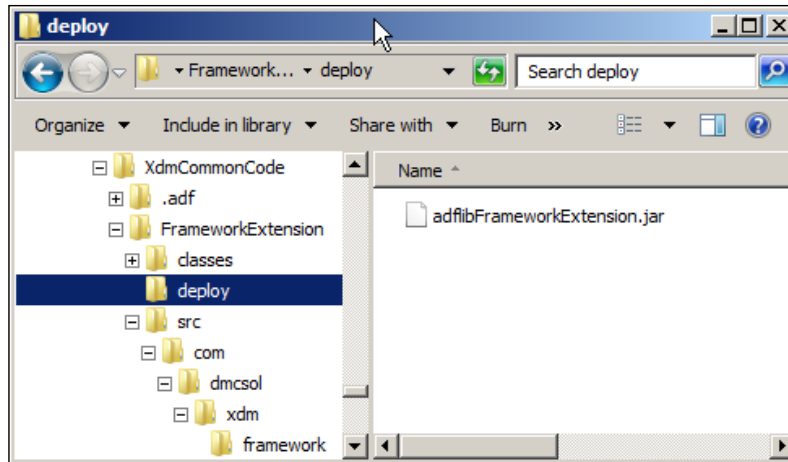 deploy
Framework... deploy
Search deploy
Organize Include in library Share with Burn »
XdmCommonCode
.adf
FrameworkExtension
classes
deploy
src
com
dmcsol
xdm
framework
Name
adflibFrameworkExtension.jar